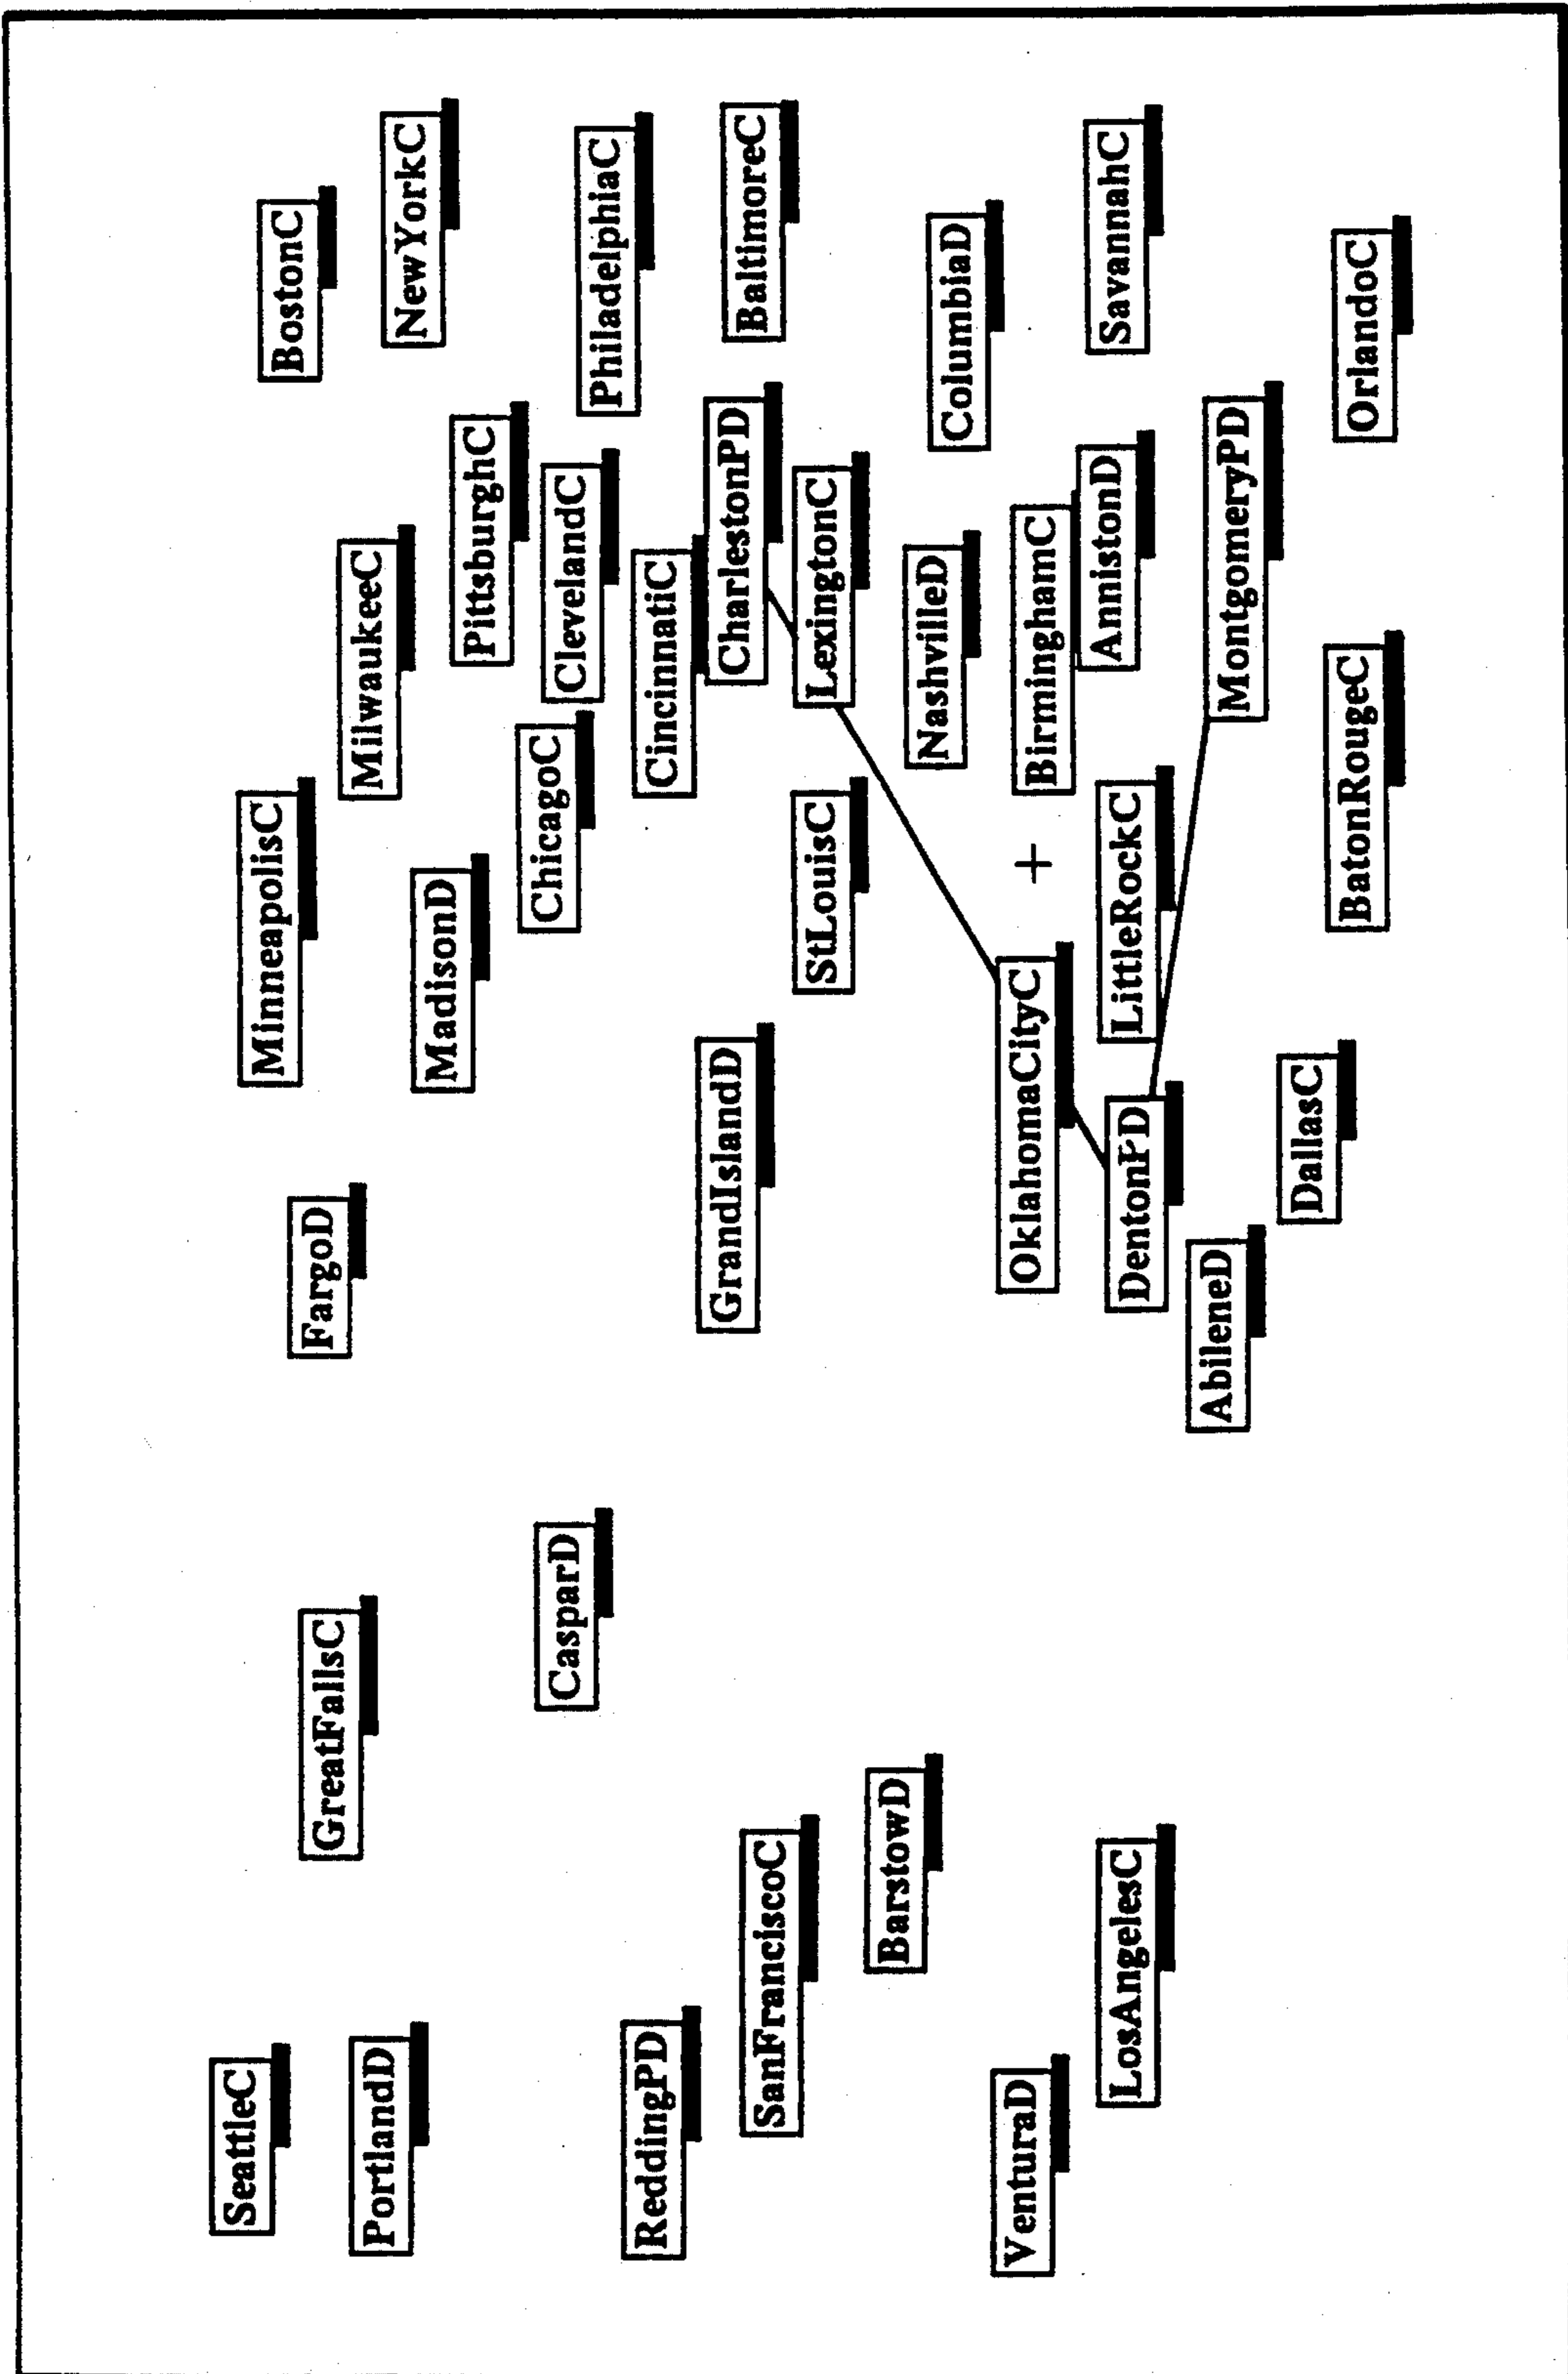 SeattleC
MinneapolisC
BostonC
FargoD
GreatFallsC
MilwaukeeC
PortlandD
NewYorkC
MadisonD
PittsburghC
ChicagoC
CasparD
ClevelandC
PhiladelphiaC
CincinnatiC
ReddingPD
GrandIslandD
CharlestonPD
BaltimoreC
SanFranciscoC
StLouisC
LexingtonC
BarstowD
NashvilleD
ColumbiaD
VenturaD
OklahomaCityC
+
BirminghamC
AnnistonD
SavannahC
LosAngelesC
LittleRockC
DentonPD
AbileneD
MontgomeryPD
DallasC
BatonRougeC
OrlandoC